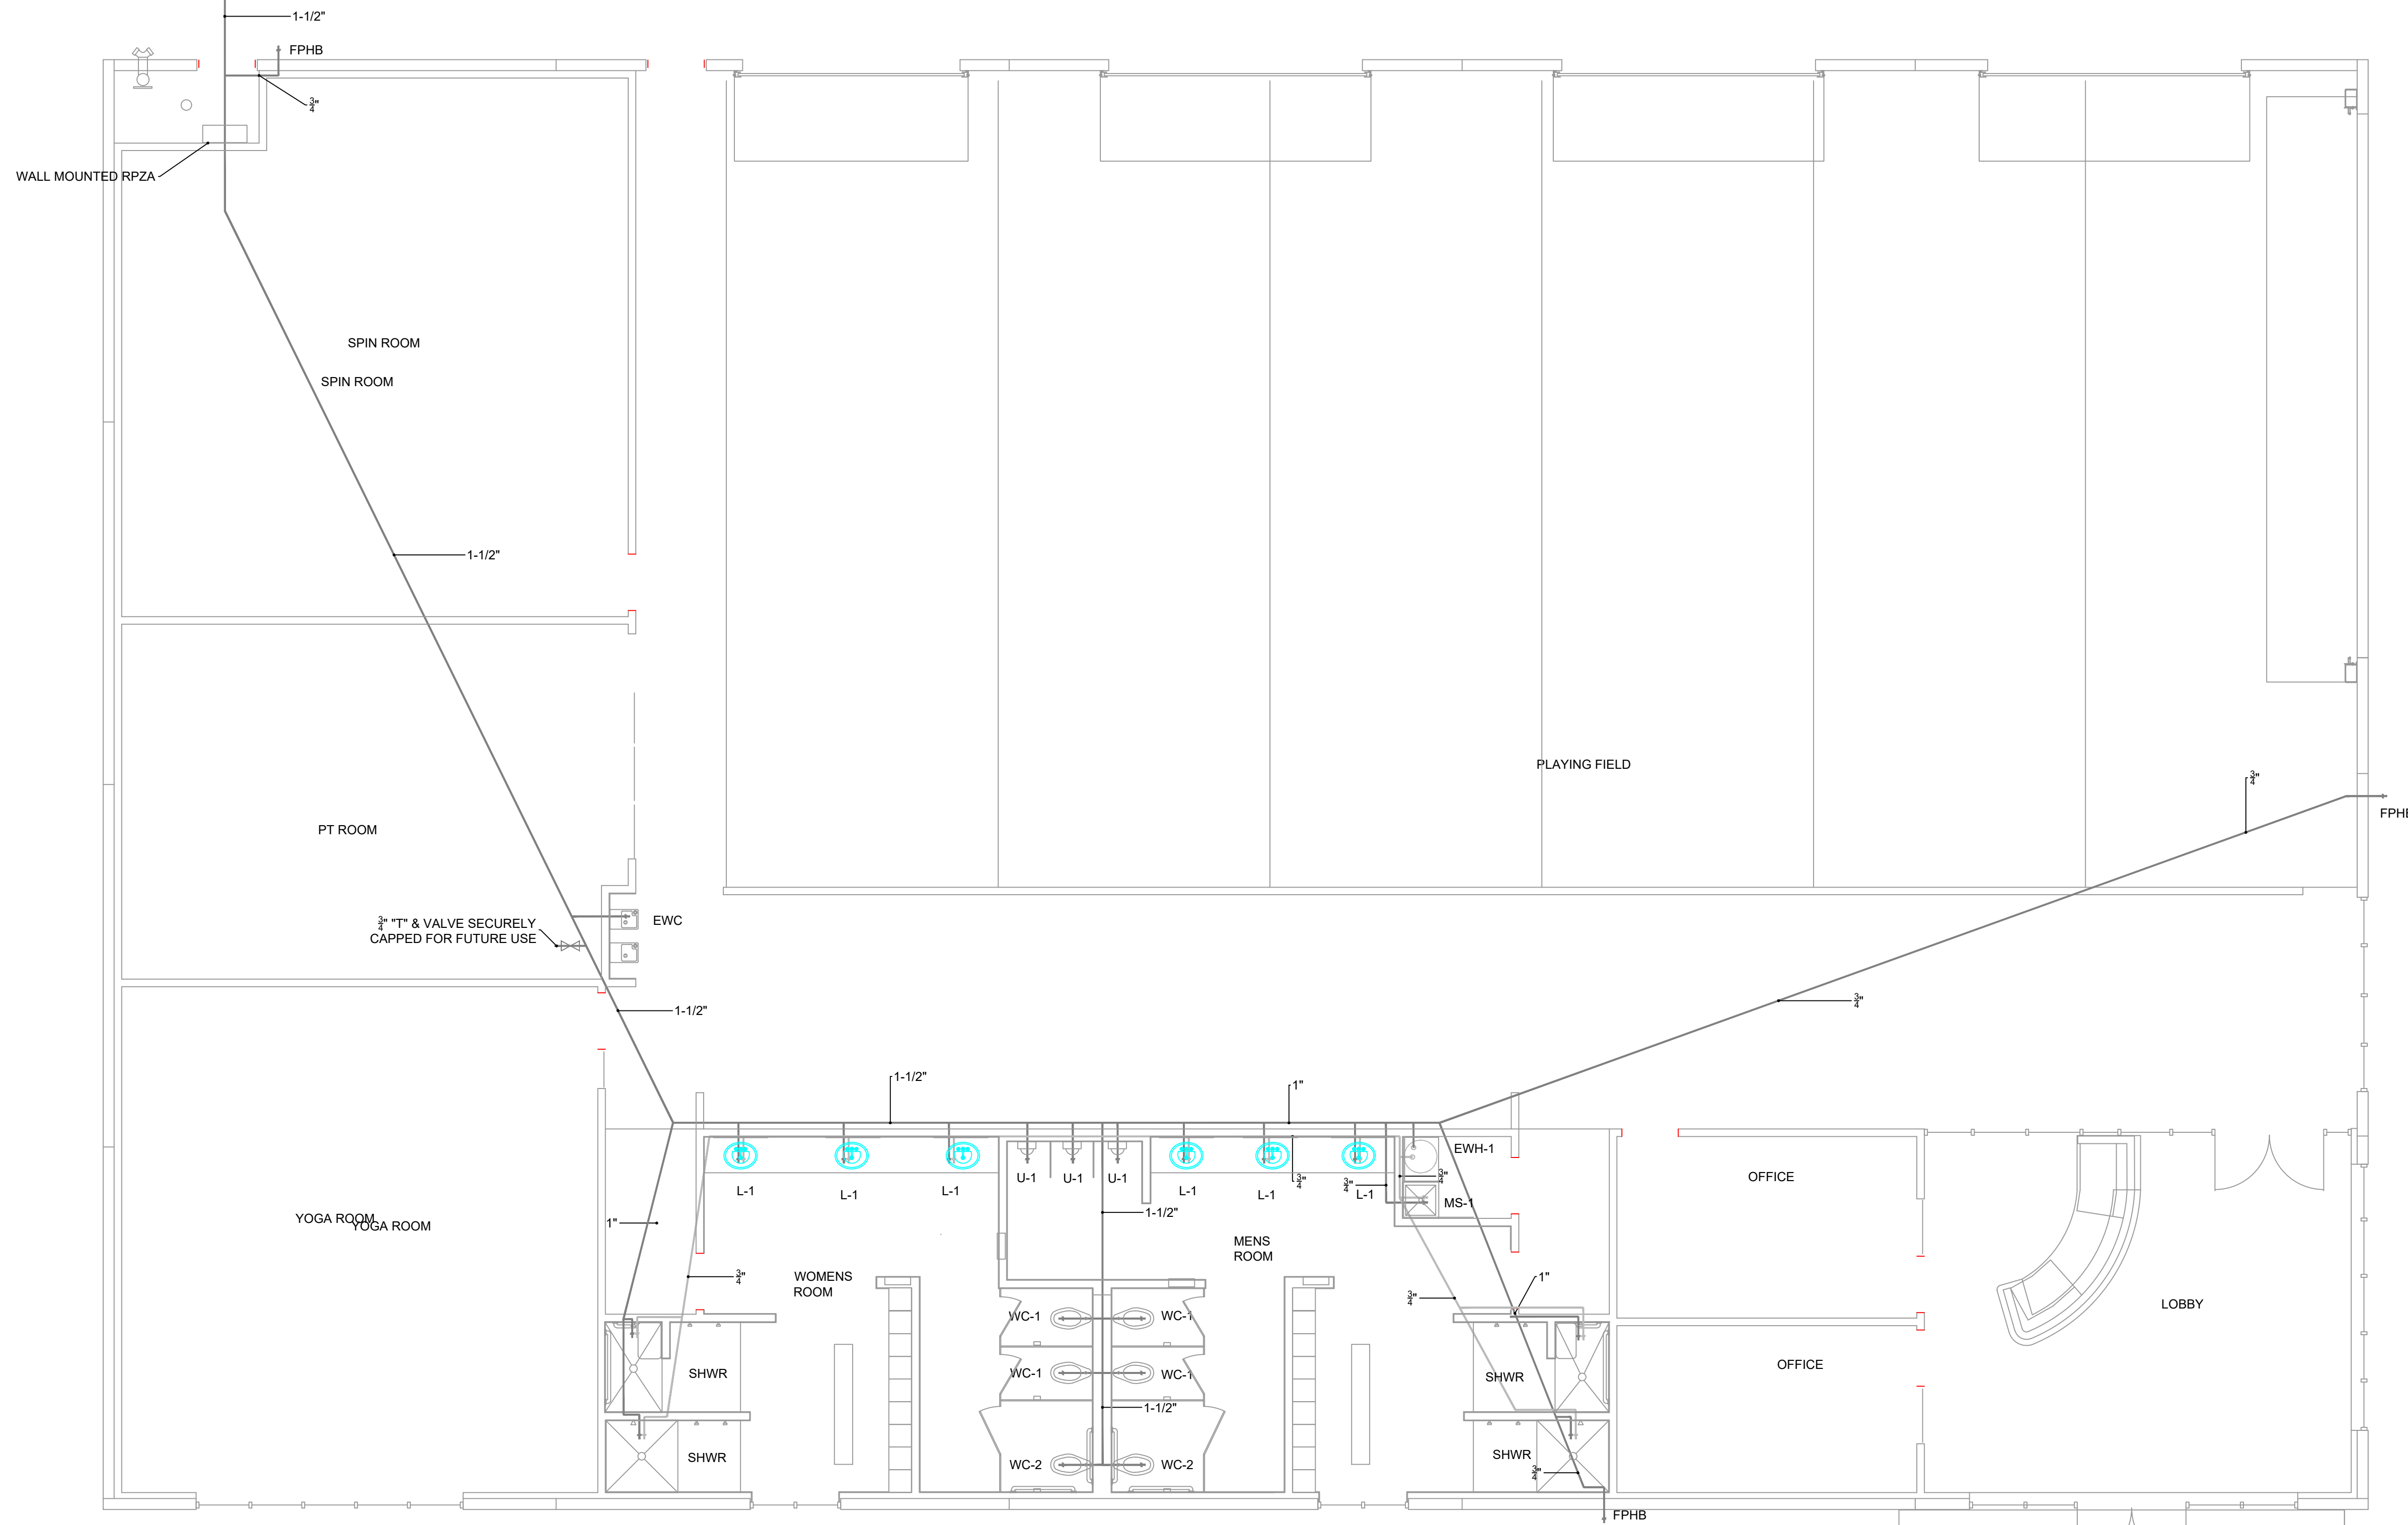 1-1/2"
FPHB
3/4"
WALL MOUNTED RPZA
SPIN ROOM
SPIN ROOM
1-1/2"
PLAYING FIELD
3/4"
FPHB
PT ROOM
3/4" "T" & VALVE SECURELY
CAPPED FOR FUTURE USE
EWC
1-1/2"
3/4"
1-1/2"
1"
EWH-1
L-1
L-1
L-1
U-1
U-1
U-1
L-1
L-1
3/4"
3/4"
L-1
3/4"
MS-1
OFFICE
1-1/2"
YOGA ROOM
YOGA ROOM
1"
MENS
ROOM
3/4"
WOMENS
ROOM
3/4"
1"
LOBBY
WC-1
WC-1
WC-1
WC-1
SHWR
SHWR
OFFICE
1-1/2"
SHWR
WC-2
WC-2
SHWR
3/4"
FPHB